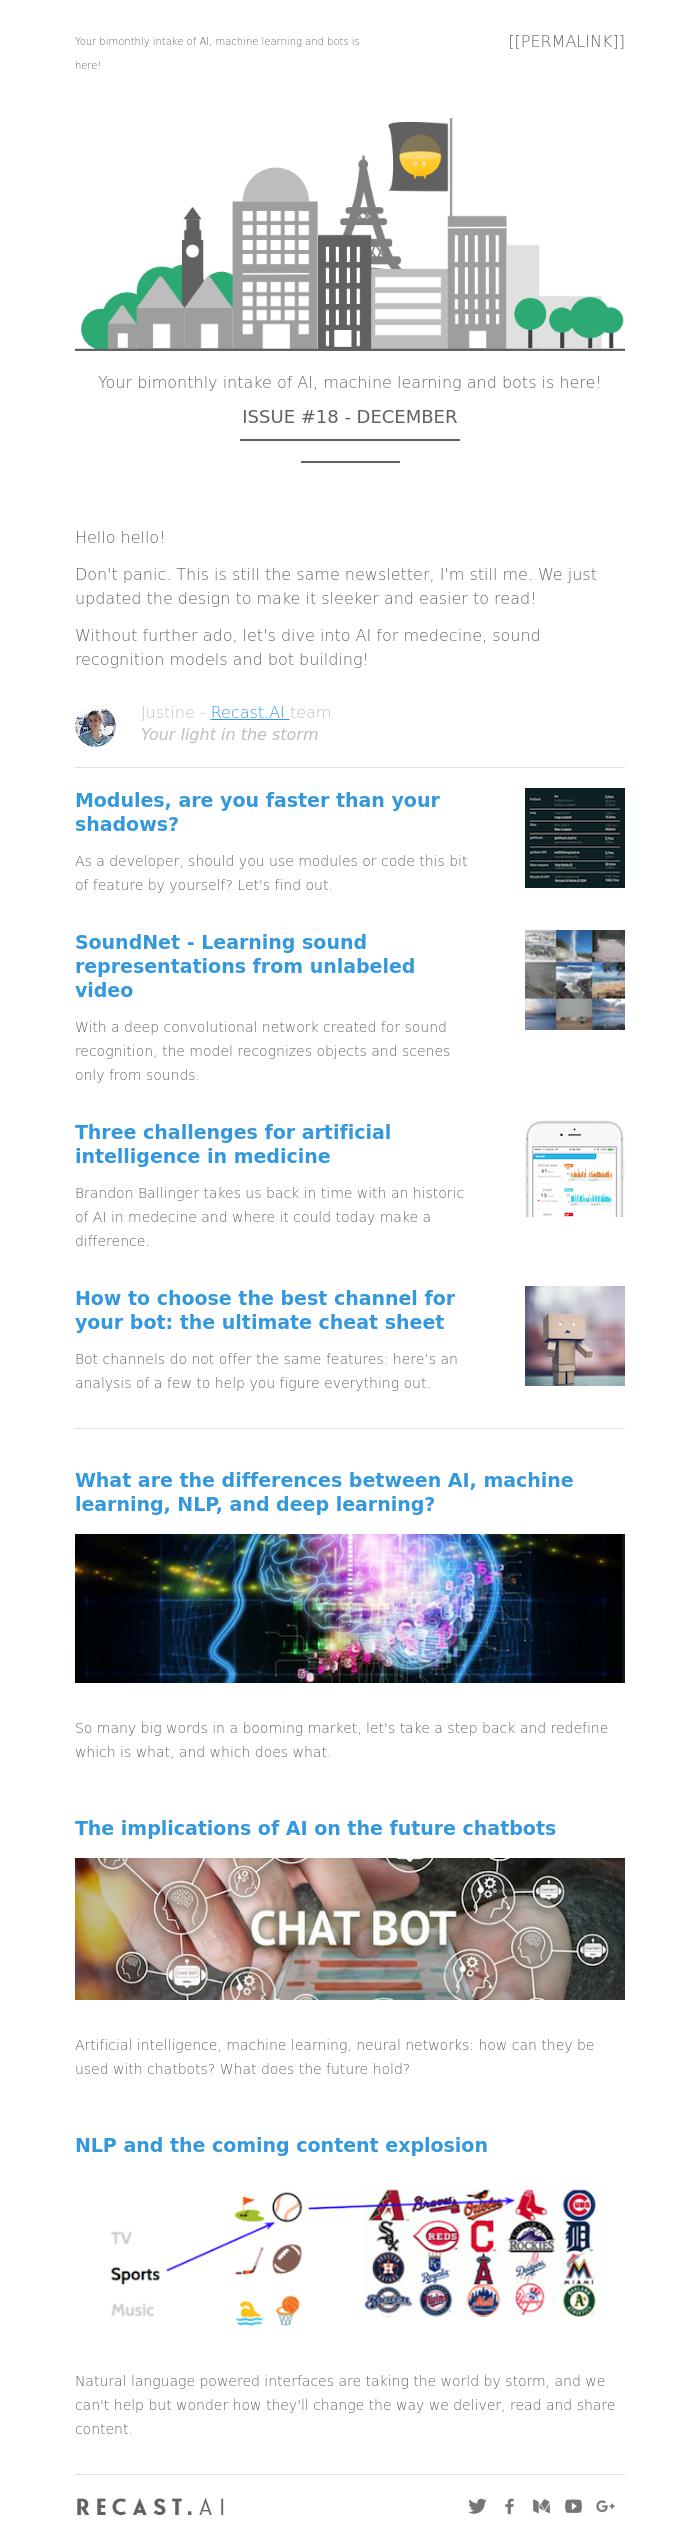 Your bimonthly intake of AI, machine learning and bots is
here!
[[PERMALINK]]
Your bimonthly intake of AI, machine learning and bots is here!
ISSUE #18 - DECEMBER
Hello hello!
Don't panic. This is still the same newsletter, I'm still me. We just
updated the design to make it sleeker and easier to read!
Without further ado, let's dive into AI for medecine, sound
recognition models and bot building!
Justine - Recast.AI team
Your light in the storm
Modules, are you faster than your
shadows?
As a developer, should you use modules or code this bit
of feature by yourself? Let's find out.
SoundNet - Learning sound
representations from unlabeled
video
With a deep convolutional network created for sound
recognition, the model recognizes objects and scenes
only from sounds.
Three challenges for artificial
intelligence in medicine
Brandon Ballinger takes us back in time with an historic
of AI in medecine and where it could today make a
difference.
How to choose the best channel for
your bot: the ultimate cheat sheet
Bot channels do not offer the same features: here's an
analysis of a few to help you figure everything out.
What are the differences between AI, machine
learning, NLP, and deep learning?
So many big words in a booming market, let's take a step back and redefine
which is what, and which does what.
The implications of AI on the future chatbots
CHAT BOT
CHAT BOT
Artificial intelligence, machine learning, neural networks: how can they be
used with chatbots? What does the future hold?
NLP and the coming content explosion
TV
Sports
Music
Braves
Orioles
CUBS
REDS
ROCKIES
Royals
Dodgers
MIAMI
Brewers
Twins
Mets
Natural language powered interfaces are taking the world by storm, and we
can't help but wonder how they'll change the way we deliver, read and share
content.
RECAST.AI